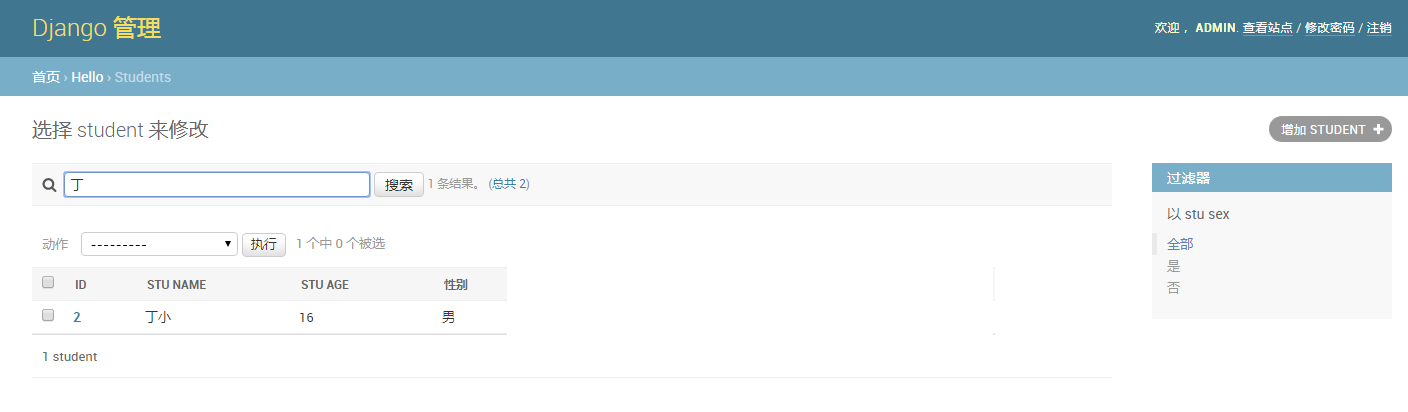 Django 管理
欢迎，ADMIN. 查看站点 / 修改密码 / 注销
首页 › Hello › Students
选择 student 来修改
增加 STUDENT
丁 搜索 1 条结果。 (总共 2)
动作 --------- 执行 1 个中 0 个被选
ID STU NAME STU AGE 性别
2 丁小 16 男
1 student
过滤器
以 stu sex
全部
是
否